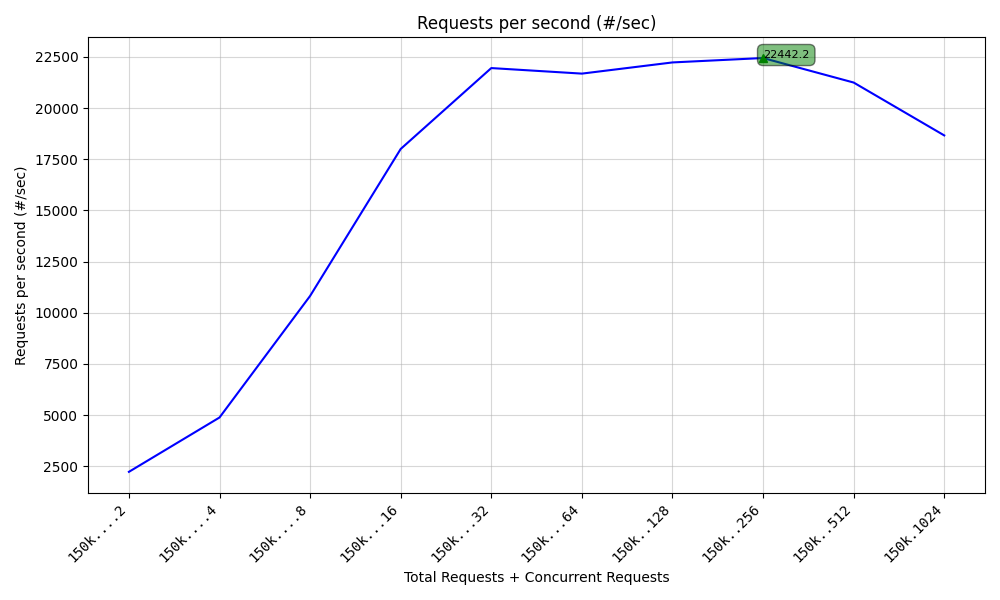 Requests per second (#/sec)
22442.2
Requests per second (#/sec)
22500
20000
17500
15000
12500
10000
7500
5000
2500
150k....2
150k....4
150k....8
150k...16
150k...32
150k...64
150k..128
150k..256
150k..512
150k.1024
Total Requests + Concurrent Requests